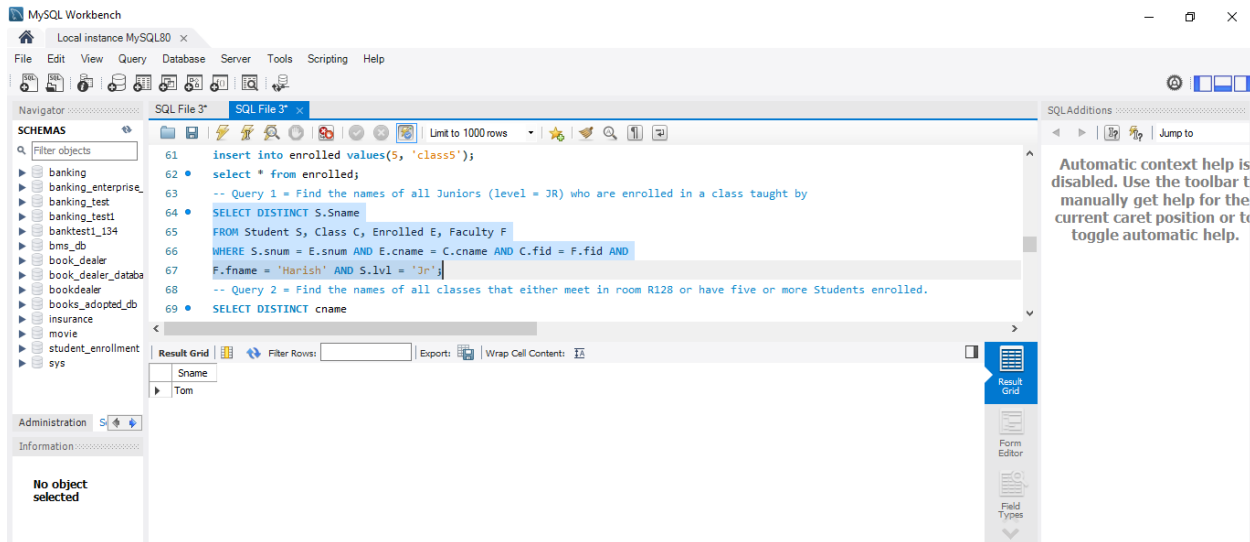 MySQL Workbench
Local instance MySQL80 ×
File Edit View Query Database Server Tools Scripting Help
Navigator
SCHEMAS
Filter objects
banking
banking_enterprise_
banking_test
banking_test1
banktest1_134
bms_db
book_dealer
book_dealer_databa
bookdealer
books_adopted_db
insurance
movie
student_enrollment
sys
Administration
Information
No object
selected
SQL File 3* SQL File 3* ×
Limit to 1000 rows
61 insert into enrolled values(5, 'class5');
62 select * from enrolled;
63 -- Query 1 = Find the names of all Juniors (level = JR) who are enrolled in a class taught by
64 SELECT DISTINCT S.Sname
65 FROM Student S, Class C, Enrolled E, Faculty F
66 WHERE S.snum = E.snum AND E.cname = C.cname AND C.fid = F.fid AND
67 F.fname = 'Harish' AND S.lvl = 'Jr';
68 -- Query 2 = Find the names of all classes that either meet in room R128 or have five or more Students enrolled.
69 SELECT DISTINCT cname
Result Grid Filter Rows: Export: Wrap Cell Content:
Sname
Tom
Result
Grid
Form
Editor
Field
Types
SQLAdditions
Jump to
Automatic context help is
disabled. Use the toolbar t
manually get help for the
current caret position or to
toggle automatic help.